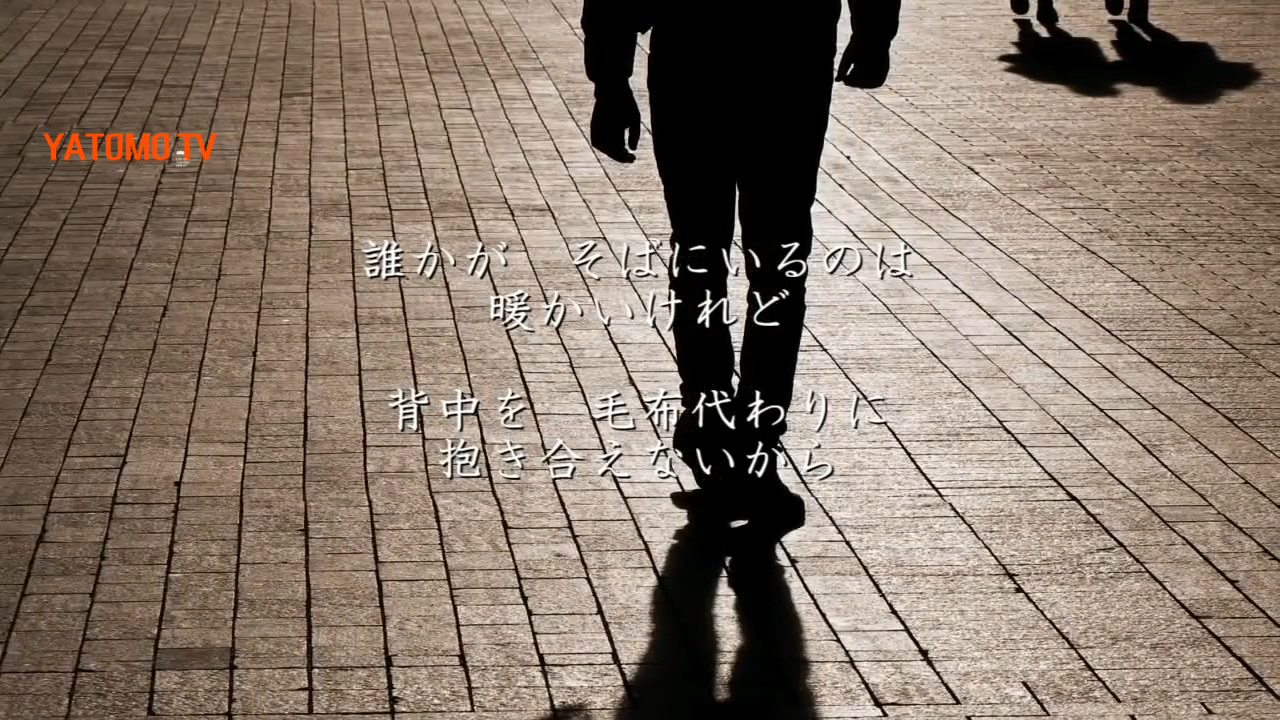 YATOMO TV
誰かが　そばにいるのは
暖かいけれど
背中を　毛布代わりに
抱き合えないから